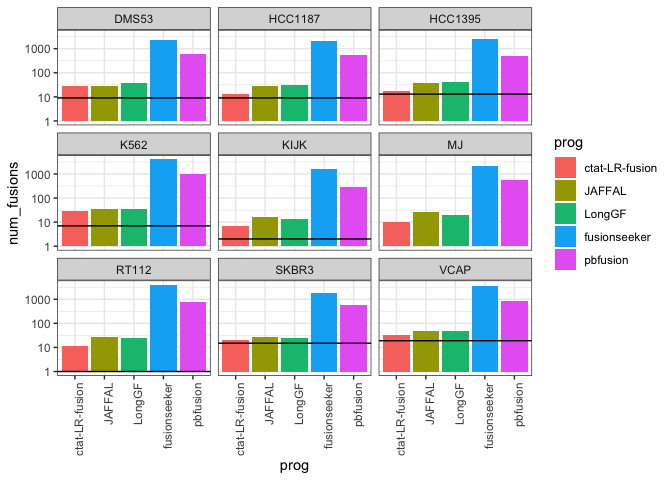 DMS53 HCC1187 HCC1395
1000
100
10
1
K562 KIJK MJ
1000
100
10
1
RT112 SKBR3 VCAP
1000
100
10
1
num_fusions
ctat-LR-fusion JAFFAL LongGF fusionseeker pbfusion ctat-LR-fusion JAFFAL LongGF fusionseeker pbfusion ctat-LR-fusion JAFFAL LongGF fusionseeker pbfusion
prog
prog
ctat-LR-fusion
JAFFAL
LongGF
fusionseeker
pbfusion